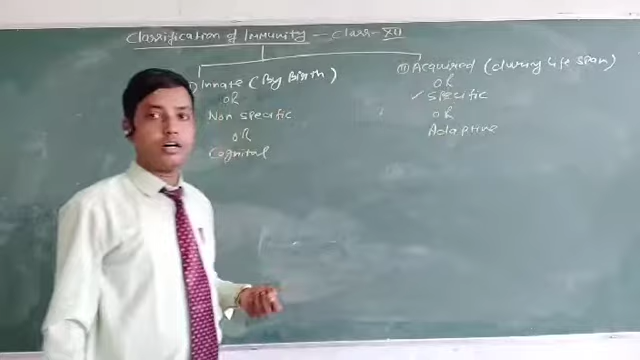 Classification of Immunity - Class-XII
(i) Innate (By Birth)
OR
Non specific
OR
Cognital
(ii) Acquired (during life span)
OR
✓ Specific
OR
Adaptive